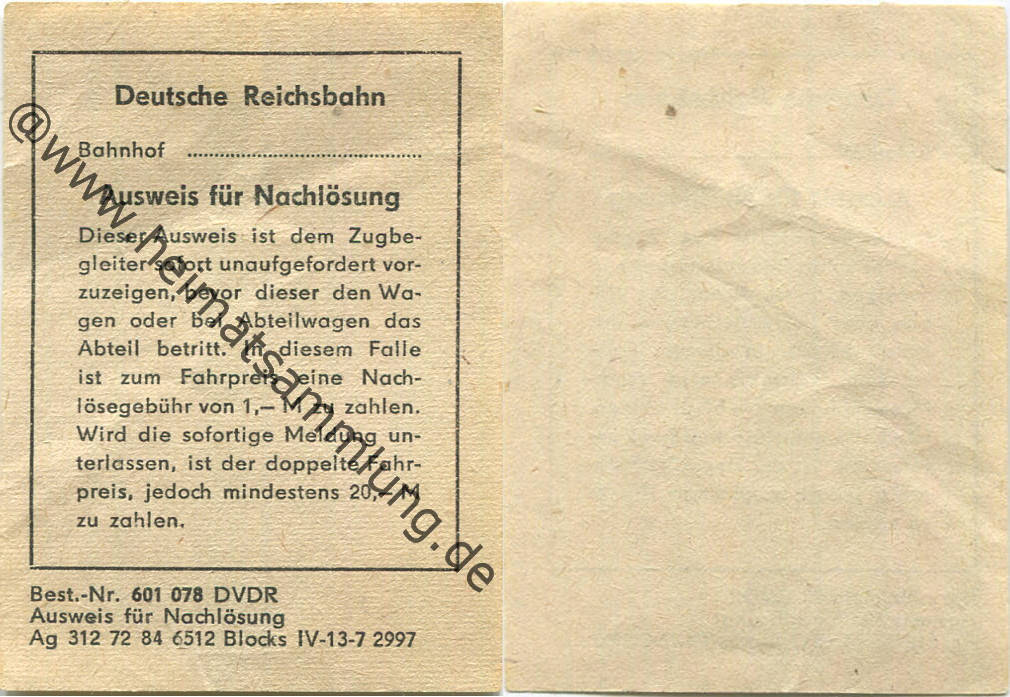 Deutsche Reichsbahn
Bahnhof ........................................
Ausweis für Nachlösung
Dieser Ausweis ist dem Zugbe-
gleiter sofort unaufgefordert vor-
zuzeigen, bevor dieser den Wa-
gen oder bei Abteilwagen das
Abteil betritt. In diesem Falle
ist zum Fahrpreis eine Nach-
lösegebühr von 1,— M zu zahlen.
Wird die sofortige Meldung un-
terlassen, ist der doppelte Fahr-
preis, jedoch mindestens 20,— M
zu zahlen.
Best.-Nr. 601 078 DVDR
Ausweis für Nachlösung
Ag 312 72 84 6512 Blocks IV-13-7 2997
@www.heimatsammlung.de